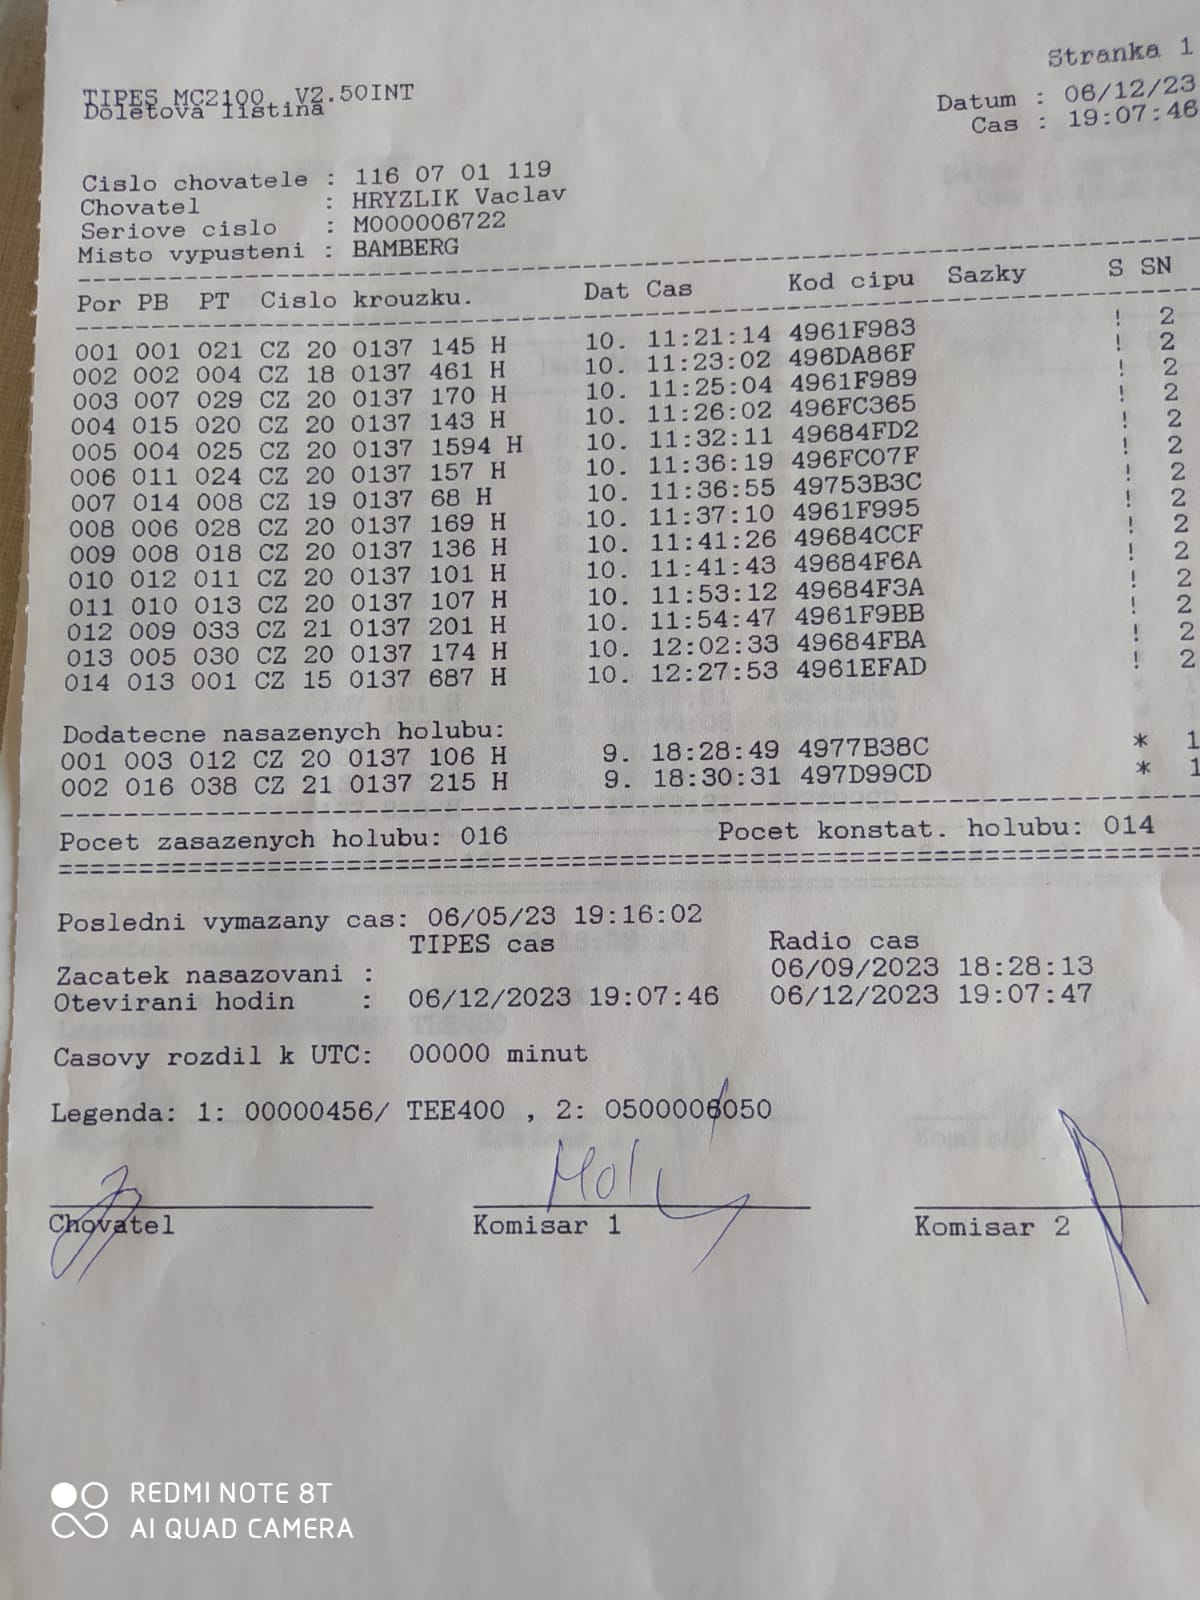 Stranka 1
TIPES MC2100 V2.50INT
Doletova listina
Datum : 06/12/23
Cas : 19:07:46
Cislo chovatele : 116 07 01 119
Chovatel : HRYZLIK Vaclav
Seriove cislo : M000006722
Misto vypusteni : BAMBERG
Por PB PT Cislo krouzku. Dat Cas Kod cipu Sazky S SN
001 001 021 CZ 20 0137 145 H 10. 11:21:14 4961F983 ! 2
002 002 004 CZ 18 0137 461 H 10. 11:23:02 496DA86F ! 2
003 007 029 CZ 20 0137 170 H 10. 11:25:04 4961F989 ! 2
004 015 020 CZ 20 0137 143 H 10. 11:26:02 496FC365 ! 2
005 004 025 CZ 20 0137 1594 H 10. 11:32:11 49684FD2 ! 2
006 011 024 CZ 20 0137 157 H 10. 11:36:19 496FC07F ! 2
007 014 008 CZ 19 0137 68 H 10. 11:36:55 49753B3C ! 2
008 006 028 CZ 20 0137 169 H 10. 11:37:10 4961F995 ! 2
009 008 018 CZ 20 0137 136 H 10. 11:41:26 49684CCF ! 2
010 012 011 CZ 20 0137 101 H 10. 11:41:43 49684F6A ! 2
011 010 013 CZ 20 0137 107 H 10. 11:53:12 49684F3A ! 2
012 009 033 CZ 21 0137 201 H 10. 11:54:47 4961F9BB ! 2
013 005 030 CZ 20 0137 174 H 10. 12:02:33 49684FBA ! 2
014 013 001 CZ 15 0137 687 H 10. 12:27:53 4961EFAD ! 2
Dodatecne nasazenych holubu:
001 003 012 CZ 20 0137 106 H 9. 18:28:49 4977B38C * 1
002 016 038 CZ 21 0137 215 H 9. 18:30:31 497D99CD * 1
Pocet zasazenych holubu: 016 Pocet konstat. holubu: 014
Posledni vymazany cas: 06/05/23 19:16:02
TIPES cas Radio cas
Zacatek nasazovani : 06/09/2023 18:28:13
Otevirani hodin : 06/12/2023 19:07:46 06/12/2023 19:07:47
Casovy rozdil k UTC: 00000 minut
Legenda: 1: 00000456/ TEE400 , 2: 0500006050
Chovatel Komisar 1 Komisar 2
REDMI NOTE 8T
AI QUAD CAMERA